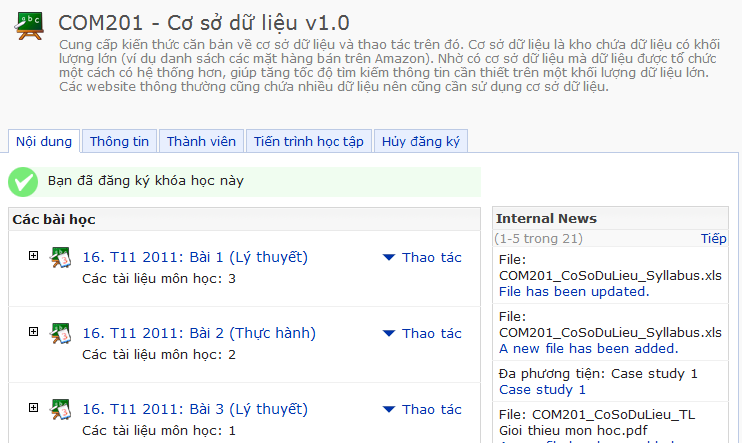 COM201 - Cơ sở dữ liệu v1.0
Cung cấp kiến thức căn bản về cơ sở dữ liệu và thao tác trên đó. Cơ sở dữ liệu là kho chứa dữ liệu có khối
lượng lớn (ví dụ danh sách các mặt hàng bán trên Amazon). Nhờ có cơ sở dữ liệu mà dữ liệu được tổ chức
một cách có hệ thống hơn, giúp tăng tốc độ tìm kiếm thông tin cần thiết trên một khối lượng dữ liệu lớn.
Các website thông thường cũng chứa nhiều dữ liệu nên cũng cần sử dụng cơ sở dữ liệu.
Nội dung
Thông tin
Thành viên
Tiến trình học tập
Hủy đăng ký
Bạn đã đăng ký khóa học này
Các bài học
16. T11 2011: Bài 1 (Lý thuyết)
Thao tác
Các tài liệu môn học: 3
16. T11 2011: Bài 2 (Thực hành)
Thao tác
Các tài liệu môn học: 2
16. T11 2011: Bài 3 (Lý thuyết)
Thao tác
Các tài liệu môn học: 1
Internal News
(1-5 trong 21)
Tiếp
File:
COM201_CoSoDuLieu_Syllabus.xls
File has been updated.
File:
COM201_CoSoDuLieu_Syllabus.xls
A new file has been added.
Đa phương tiện: Case study 1
Case study 1
File: COM201_CoSoDuLieu_TL
Gioi thieu mon hoc.pdf